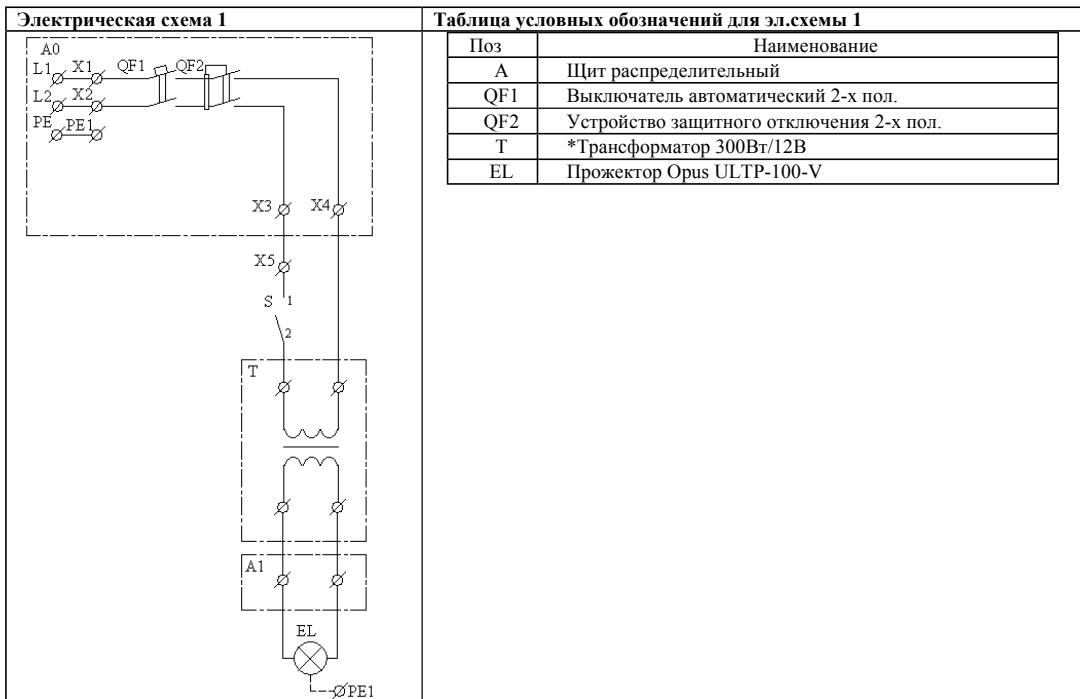 Электрическая схема 1
Таблица условных обозначений для эл.схемы 1
A0
L1 X1 QF1 QF2
L2 X2
PE PE1
X3 X4
X5
S 1
2
T
A1
EL
PE1
Поз Наименование
А Щит распределительный
QF1 Выключатель автоматический 2-х пол.
QF2 Устройство защитного отключения 2-х пол.
Т *Трансформатор 300Вт/12В
EL Прожектор Opus ULTP-100-V